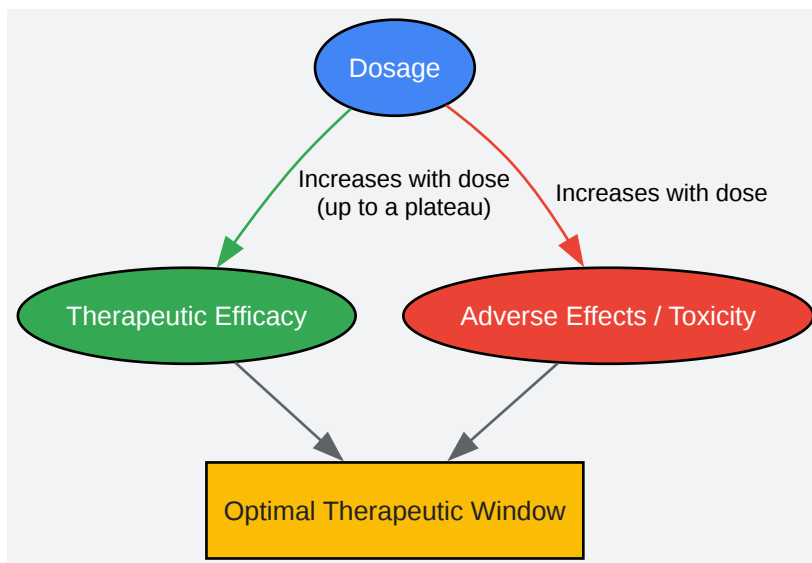 Dosage
Increases with dose
(up to a plateau)
Increases with dose
Therapeutic Efficacy
Adverse Effects / Toxicity
Optimal Therapeutic Window